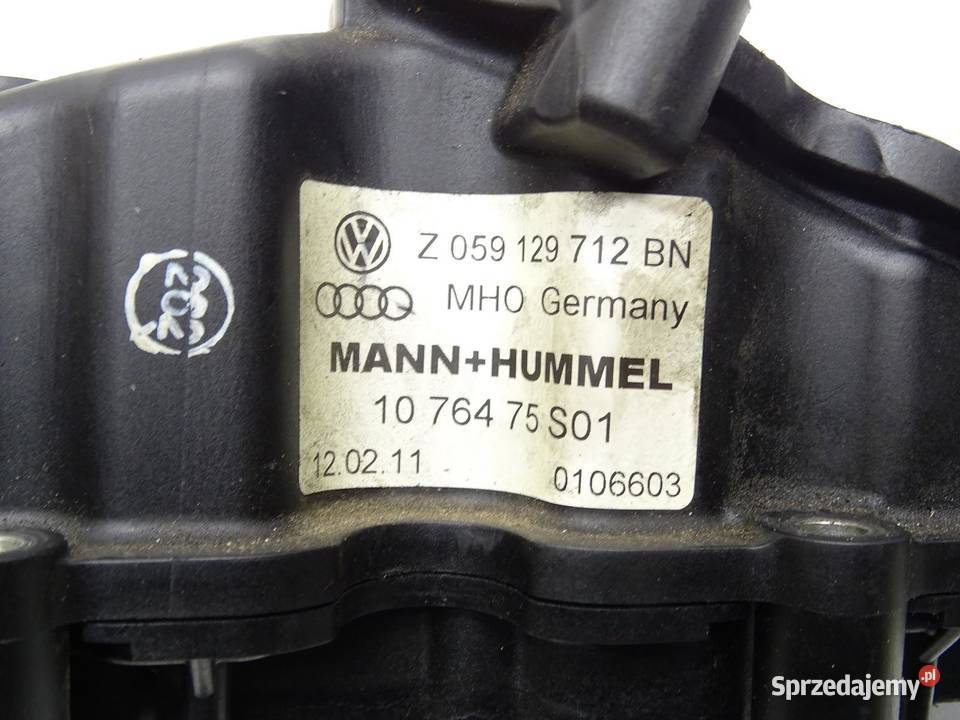 Z 059 129 712 BN
MHO Germany
MANN+HUMMEL
10 764 75 S01
12.02.11
0106603
Sprzedajemy.pl